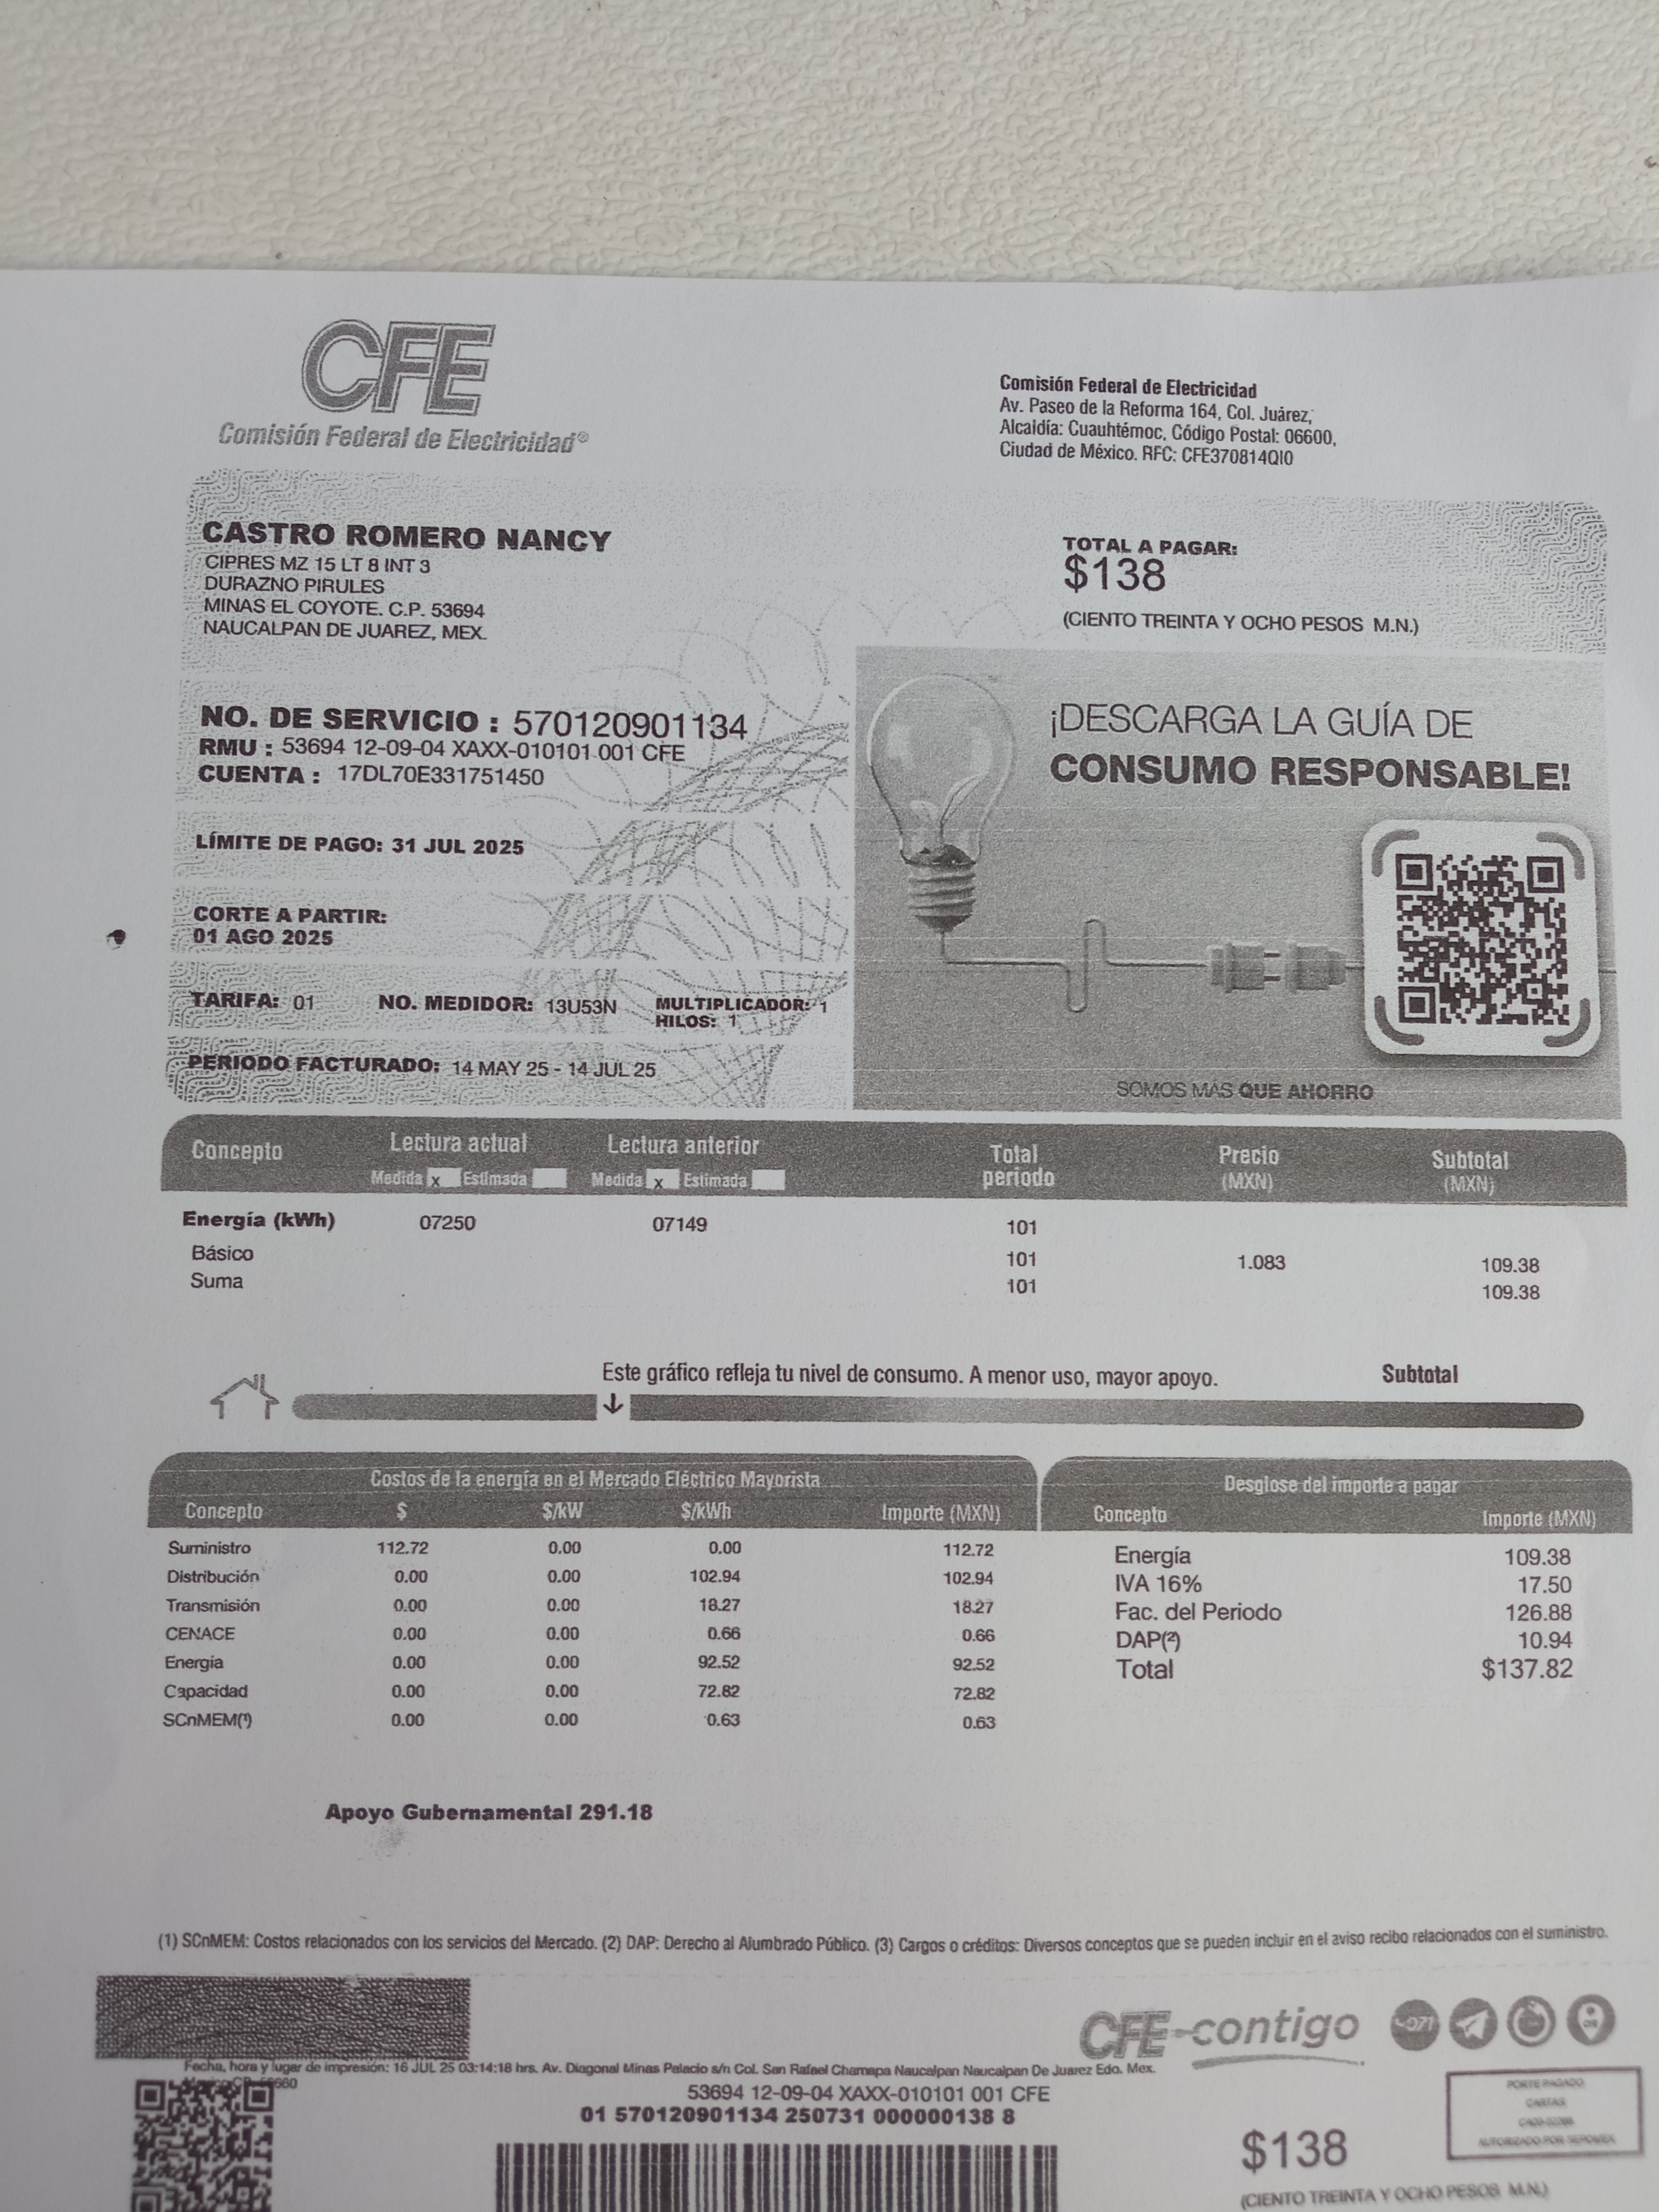 CFE
Comisión Federal de Electricidad®
Comisión Federal de Electricidad
Av. Paseo de la Reforma 164, Col. Juárez,
Alcaldía: Cuauhtémoc, Código Postal: 06600,
Ciudad de México. RFC: CFE370814QI0
CASTRO ROMERO NANCY
CIPRES MZ 15 LT 8 INT 3
DURAZNO PIRULES
MINAS EL COYOTE. C.P. 53694
NAUCALPAN DE JUAREZ, MEX.
TOTAL A PAGAR:
$138
(CIENTO TREINTA Y OCHO PESOS M.N.)
NO. DE SERVICIO : 570120901134
RMU : 53694 12-09-04 XAXX-010101 001 CFE
CUENTA : 17DL70E331751450
LÍMITE DE PAGO: 31 JUL 2025
CORTE A PARTIR:
01 AGO 2025
TARIFA: 01 NO. MEDIDOR: 13U53N MULTIPLICADOR: 1
HILOS: 1
PERIODO FACTURADO: 14 MAY 25 - 14 JUL 25
¡DESCARGA LA GUÍA DE
CONSUMO RESPONSABLE!
SOMOS MÁS QUE AHORRO
Concepto Lectura actual Lectura anterior Total periodo Precio (MXN) Subtotal (MXN)
Medida x Estimada Medida x Estimada
Energía (kWh) 07250 07149 101
Básico 101 1.083 109.38
Suma 101 109.38
Este gráfico refleja tu nivel de consumo. A menor uso, mayor apoyo. Subtotal
Costos de la energía en el Mercado Eléctrico Mayorista
Concepto $ $/kW $/kWh Importe (MXN)
Suministro 112.72 0.00 0.00 112.72
Distribución 0.00 0.00 102.94 102.94
Transmisión 0.00 0.00 18.27 18.27
CENACE 0.00 0.00 0.66 0.66
Energía 0.00 0.00 92.52 92.52
Capacidad 0.00 0.00 72.82 72.82
SCnMEM(¹) 0.00 0.00 0.63 0.63
Desglose del importe a pagar
Concepto Importe (MXN)
Energía 109.38
IVA 16% 17.50
Fac. del Periodo 126.88
DAP(²) 10.94
Total $137.82
Apoyo Gubernamental 291.18
(1) SCnMEM: Costos relacionados con los servicios del Mercado. (2) DAP: Derecho al Alumbrado Público. (3) Cargos o créditos: Diversos conceptos que se pueden incluir en el aviso recibo relacionados con el suministro.
CFE-contigo
071
Fecha, hora y lugar de impresión: 16 JUL 25 03:14:18 hrs. Av. Diagonal Minas Palacio s/n Col. San Rafael Chamapa Naucalpan Naucalpan De Juarez Edo. Mex.
53694 12-09-04 XAXX-010101 001 CFE
01 570120901134 250731 000000138 8
PORTE PAGADO
CARTAS
AUTORIZADO POR SEPOMEX
$138
(CIENTO TREINTA Y OCHO PESOS M.N.)